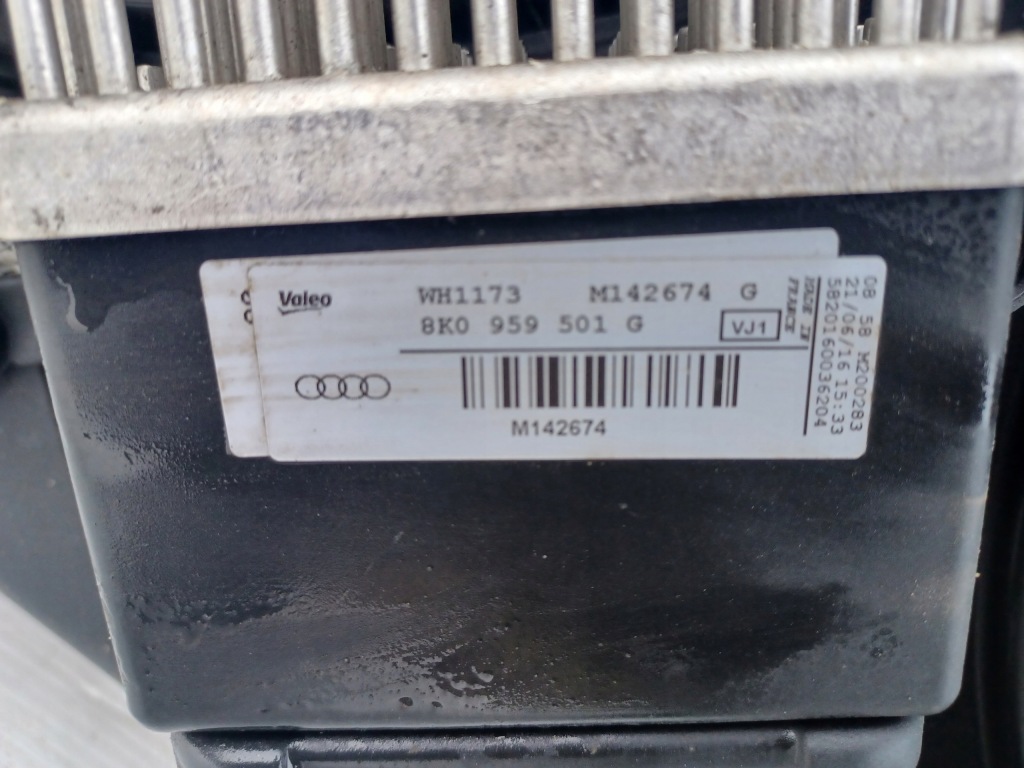 Valeo
WH1173 M142674 G
8K0 959 501 G
VJ1
MADE IN
FRANCE
M142674
08 58 M200283
21/06/16 15:33
5820160036204